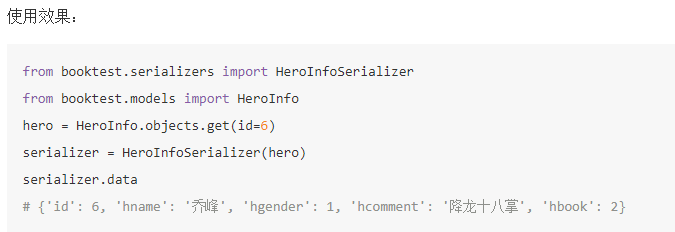 使用效果：
from booktest.serializers import HeroInfoSerializer
from booktest.models import HeroInfo
hero = HeroInfo.objects.get(id=6)
serializer = HeroInfoSerializer(hero)
serializer.data
# {'id': 6, 'hname': '乔峰', 'hgender': 1, 'hcomment': '降龙十八掌', 'hbook': 2}